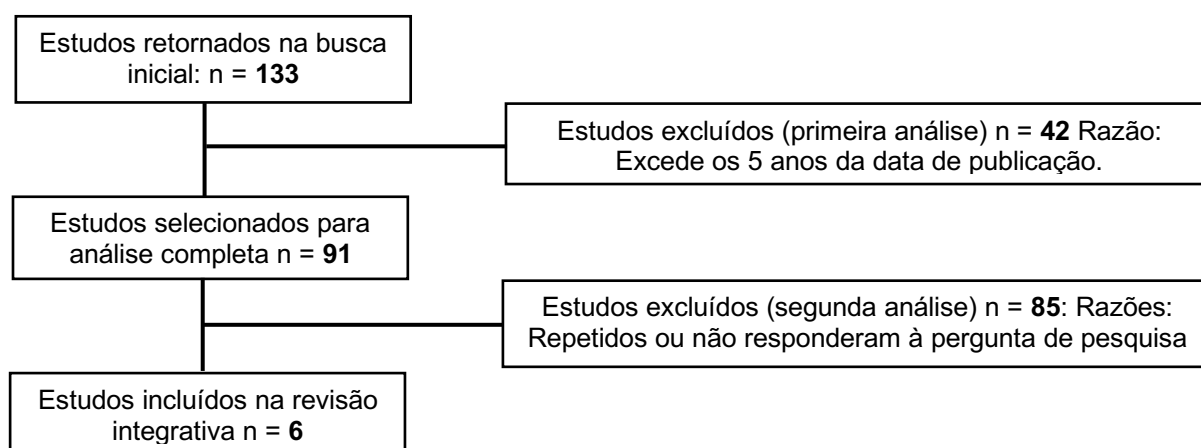 Estudos retornados na busca
inicial: n = 133
Estudos excluídos (primeira análise) n = 42 Razão:
Excede os 5 anos da data de publicação.
Estudos selecionados para
análise completa n = 91
Estudos excluídos (segunda análise) n = 85: Razões:
Repetidos ou não responderam à pergunta de pesquisa
Estudos incluídos na revisão
integrativa n = 6